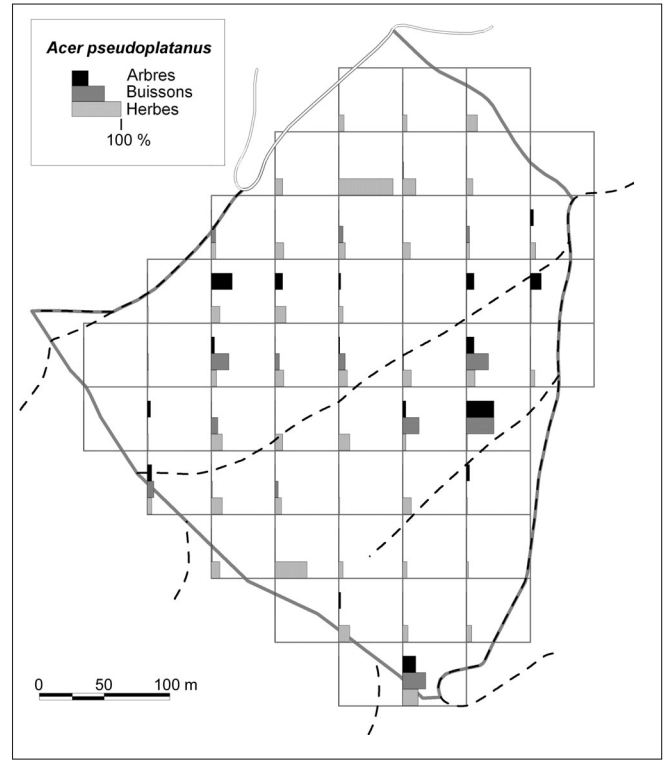 Acer pseudoplatanus
Arbres
Buissons
Herbes
100 %
0 50 100 m